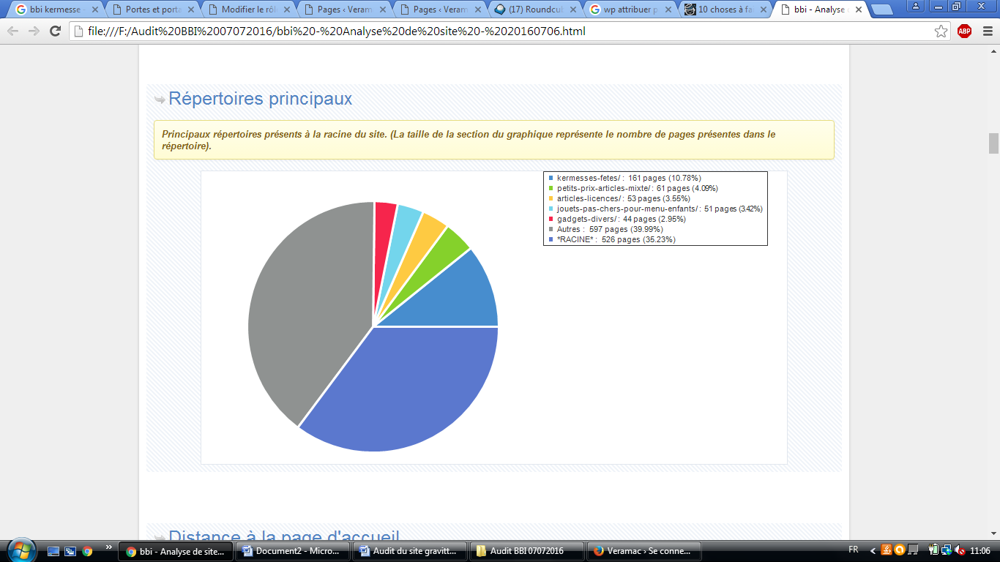 bbi kermesse
Portes et porta
Modifier le rôl
Pages ‹ Veram
Pages ‹ Veram
(17) Roundcu
wp attribuer p
10 choses à fa
bbi - Analyse
file:///F:/Audit%20BBI%2007072016/bbi%20-%20Analyse%20de%20site%20-%2020160706.html
ABP
Répertoires principaux
Principaux répertoires présents à la racine du site. (La taille de la section du graphique représente le nombre de pages présentes dans le
répertoire).
kermesses-fetes/ : 161 pages (10.78%)
petits-prix-articles-mixte/ : 61 pages (4.09%)
articles-licences/ : 53 pages (3.55%)
jouets-pas-chers-pour-menu-enfants/ : 51 pages (3.42%)
gadgets-divers/ : 44 pages (2.95%)
Autres : 597 pages (39.99%)
*RACINE* : 526 pages (35.23%)
Distance à la page d'accueil
bbi - Analyse de site...
Document2 - Micro...
Audit du site gravitt...
Audit BBI 07072016
Veramac › Se conne...
FR
11:06